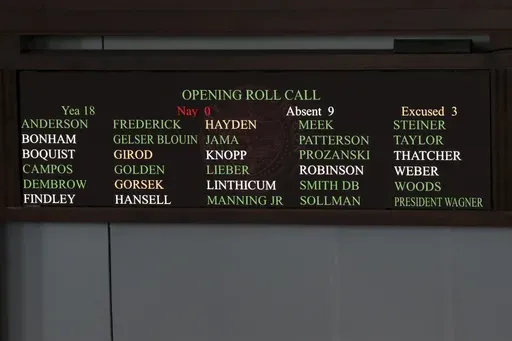 OPENING ROLL CALL
Yea 18 Nay 0 Absent 9 Excused 3
ANDERSON FREDERICK HAYDEN MEEK STEINER
BONHAM GELSER BLOUIN JAMA PATTERSON TAYLOR
BOQUIST GIROD KNOPP PROZANSKI THATCHER
CAMPOS GOLDEN LIEBER ROBINSON WEBER
DEMBROW GORSEK LINTHICUM SMITH DB WOODS
FINDLEY HANSELL MANNING JR SOLLMAN PRESIDENT WAGNER